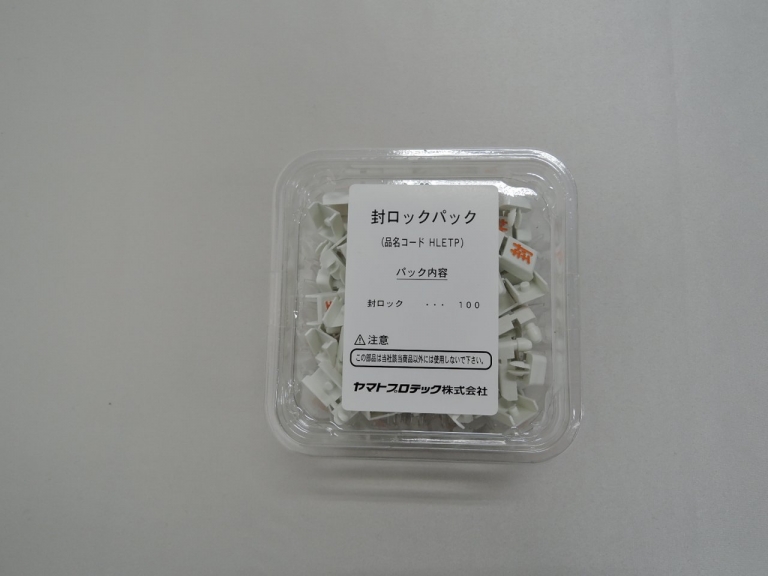 封ロックパック
（品名コード HLETP）
パック内容
封ロック ・・・ 100
⚠注意
この部品は当社該当商品以外には使用しないで下さい。
ヤマトプロテック株式会社